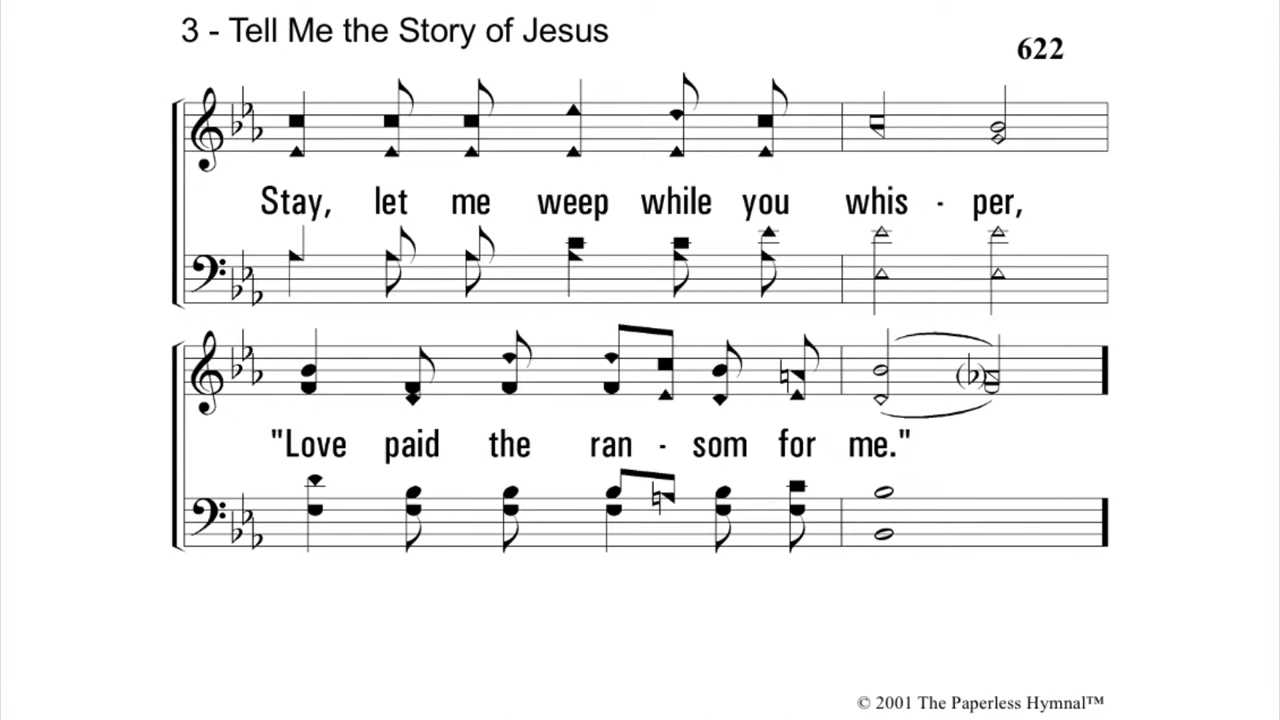 3 - Tell Me the Story of Jesus
622
Stay, let me weep while you whis - per,
"Love paid the ran - som for me."
© 2001 The Paperless Hymnal™